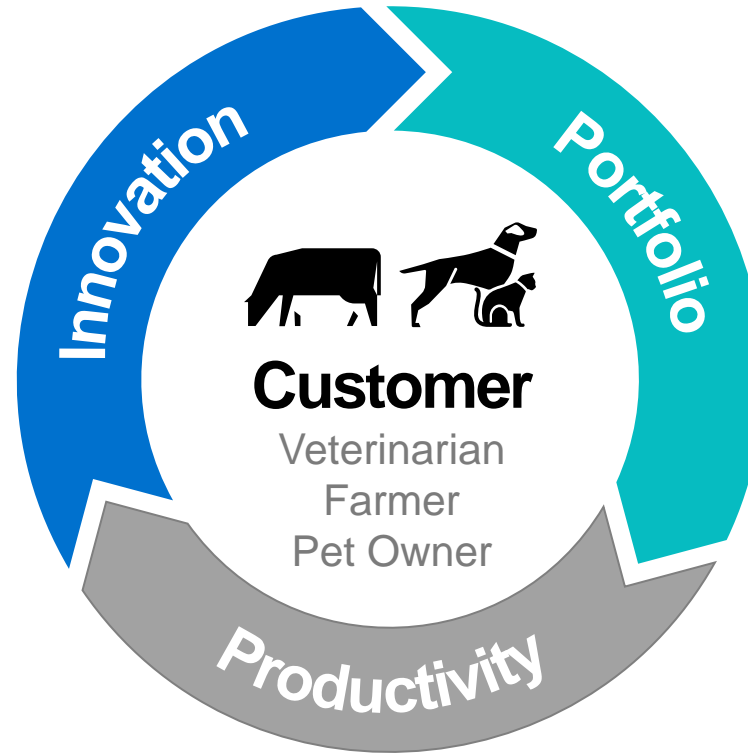 Innovation
Portfolio
Customer
Veterinarian
Farmer
Pet Owner
Productivity